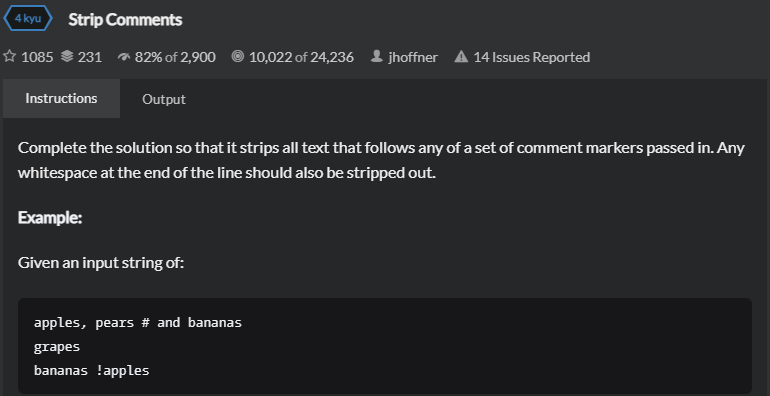 4 kyu Strip Comments
1085 231 82% of 2,900 10,022 of 24,236 jhoffner 14 Issues Reported
Instructions Output
Complete the solution so that it strips all text that follows any of a set of comment markers passed in. Any
whitespace at the end of the line should also be stripped out.
Example:
Given an input string of:
apples, pears # and bananas
grapes
bananas !apples